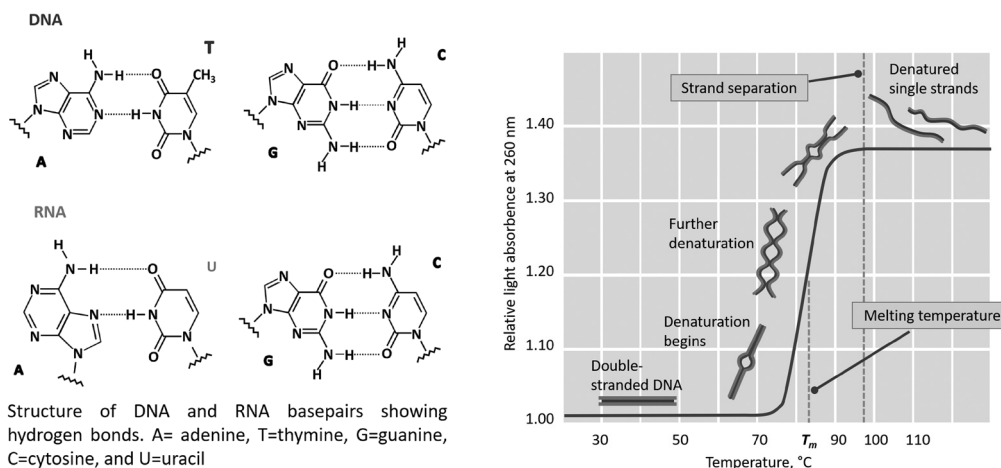 DNA
T
C
H
N
H
O
CH₃
N
N
N
N
H
N
N
O
A
H
O
H
N
N
N
H
N
N
N
N
N
H
O
H
G
RNA
U
C
H
N
H
O
N
N
N
H
N
N
N
O
A
H
O
H
N
N
N
H
N
N
N
N
N
H
O
H
G
Structure of DNA and RNA basepairs showing
hydrogen bonds. A= adenine, T=thymine, G=guanine,
C=cytosine, and U=uracil
Relative light absorbence at 260 nm
1.40
1.30
1.20
1.10
1.00
Strand separation
Denatured
single strands
Further
denaturation
Denaturation
begins
Melting temperature
Double-
stranded DNA
30
50
70
Tm
90
100
110
Temperature, °C